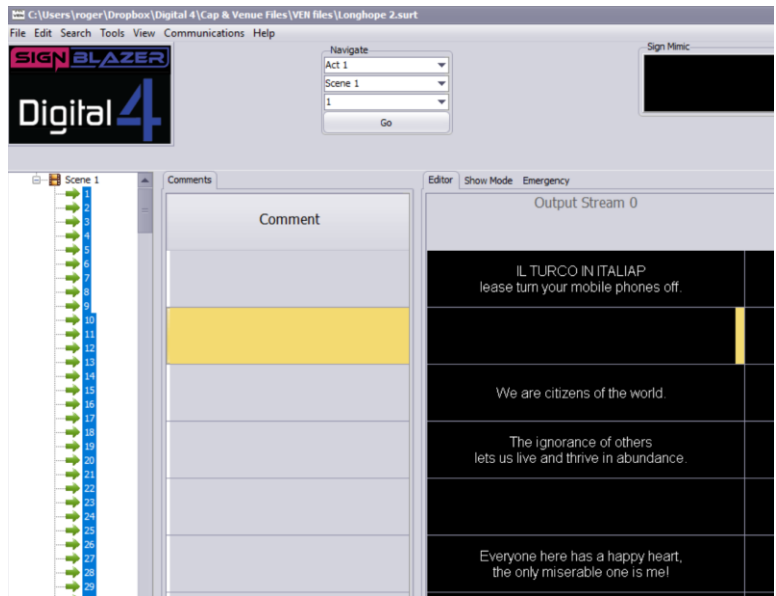 C:\Users\roger\Dropbox\Digital 4\Cap & Venue Files\VEN files\Longhope 2.surt
File Edit Search Tools View Communications Help
SIGN BLAZER
Digital 4
Navigate
Act 1
Scene 1
1
Go
Sign Mimic
Scene 1
1
2
3
4
5
6
7
8
9
10
11
12
13
14
15
16
17
18
19
20
21
22
23
24
25
26
27
28
29
Comments
Comment
Editor Show Mode Emergency
Output Stream 0
IL TURCO IN ITALIAP
lease turn your mobile phones off.
We are citizens of the world.
The ignorance of others
lets us live and thrive in abundance.
Everyone here has a happy heart,
the only miserable one is me!